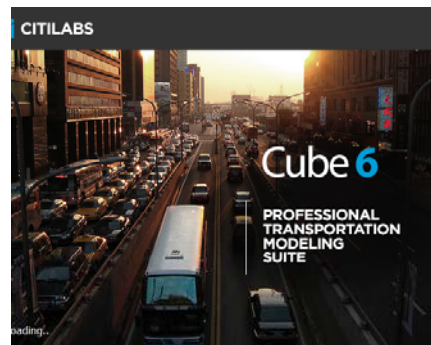 CITILABS
Cube 6
PROFESSIONAL
TRANSPORTATION
MODELING
SUITE
oading..